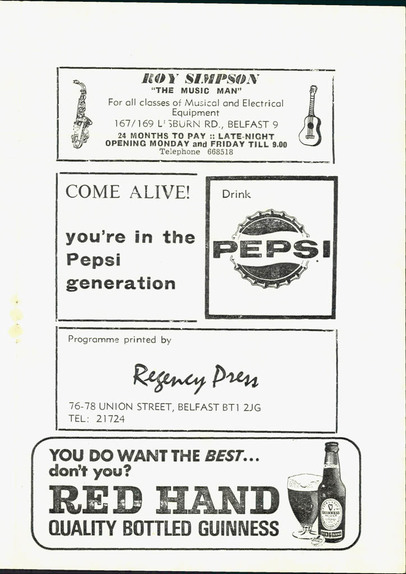 ROY SIMPSON
"THE MUSIC MAN"
For all classes of Musical and Electrical
Equipment
167/169 LISBURN RD., BELFAST 9
24 MONTHS TO PAY :: LATE-NIGHT
OPENING MONDAY and FRIDAY TILL 9.00
Telephone 668518
COME ALIVE!
you're in the
Pepsi
generation
Drink
PEPSI
Programme printed by
Regency Press
76-78 UNION STREET, BELFAST BT1 2JG
TEL: 21724
YOU DO WANT THE BEST...
don't you?
RED HAND
QUALITY BOTTLED GUINNESS